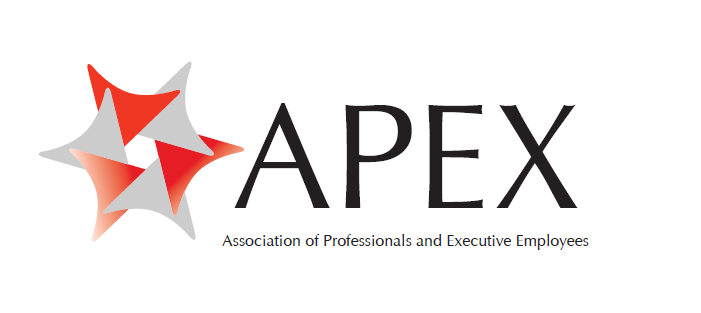 APEX
Association of Professionals and Executive Employees